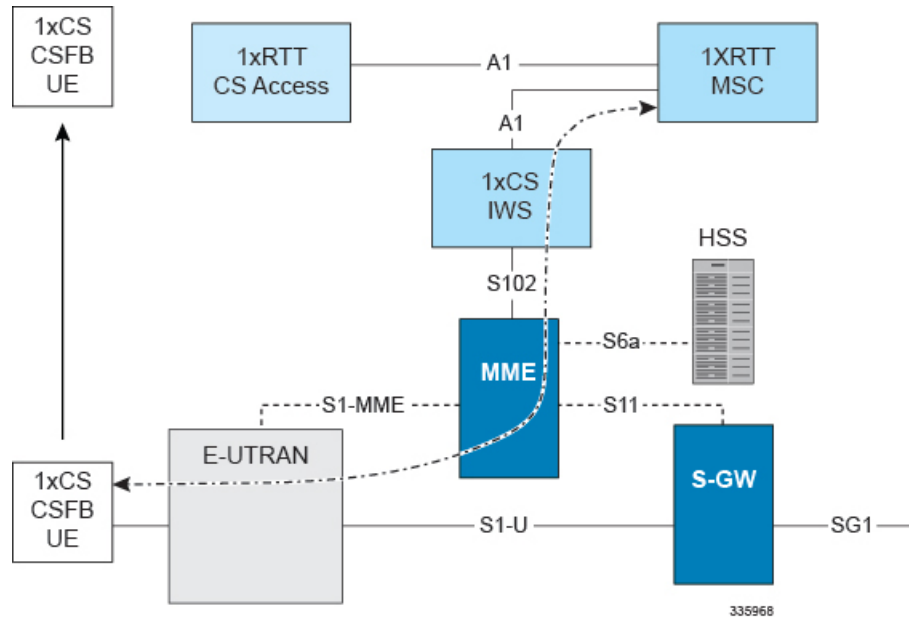 1xCS
CSFB
UE
1xRTT
CS Access
A1
1XRTT
MSC
A1
1xCS
IWS
HSS
S102
MME
S6a
S1-MME
S11
E-UTRAN
1xCS
CSFB
UE
S-GW
S1-U
SG1
335968